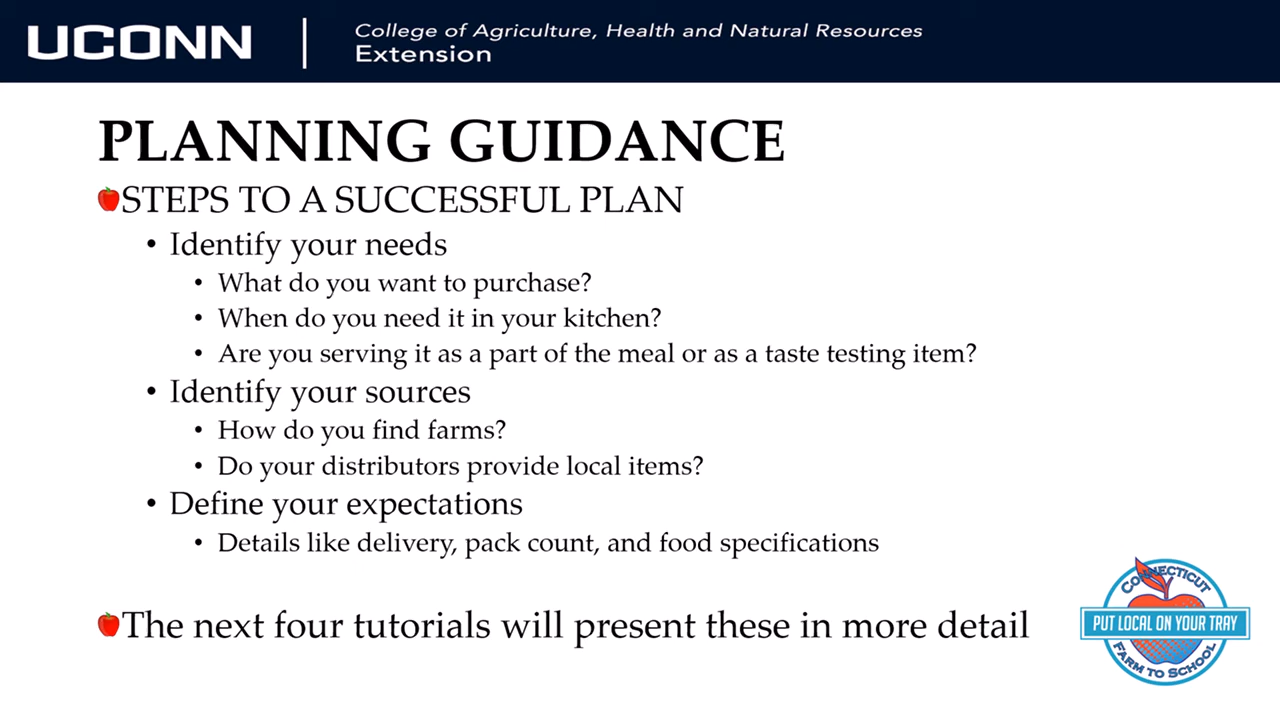 UCONN
College of Agriculture, Health and Natural Resources
Extension
PLANNING GUIDANCE
STEPS TO A SUCCESSFUL PLAN
• Identify your needs
• What do you want to purchase?
• When do you need it in your kitchen?
• Are you serving it as a part of the meal or as a taste testing item?
• Identify your sources
• How do you find farms?
• Do your distributors provide local items?
• Define your expectations
• Details like delivery, pack count, and food specifications
The next four tutorials will present these in more detail
CONNECTICUT
PUT LOCAL ON YOUR TRAY
FARM TO SCHOOL